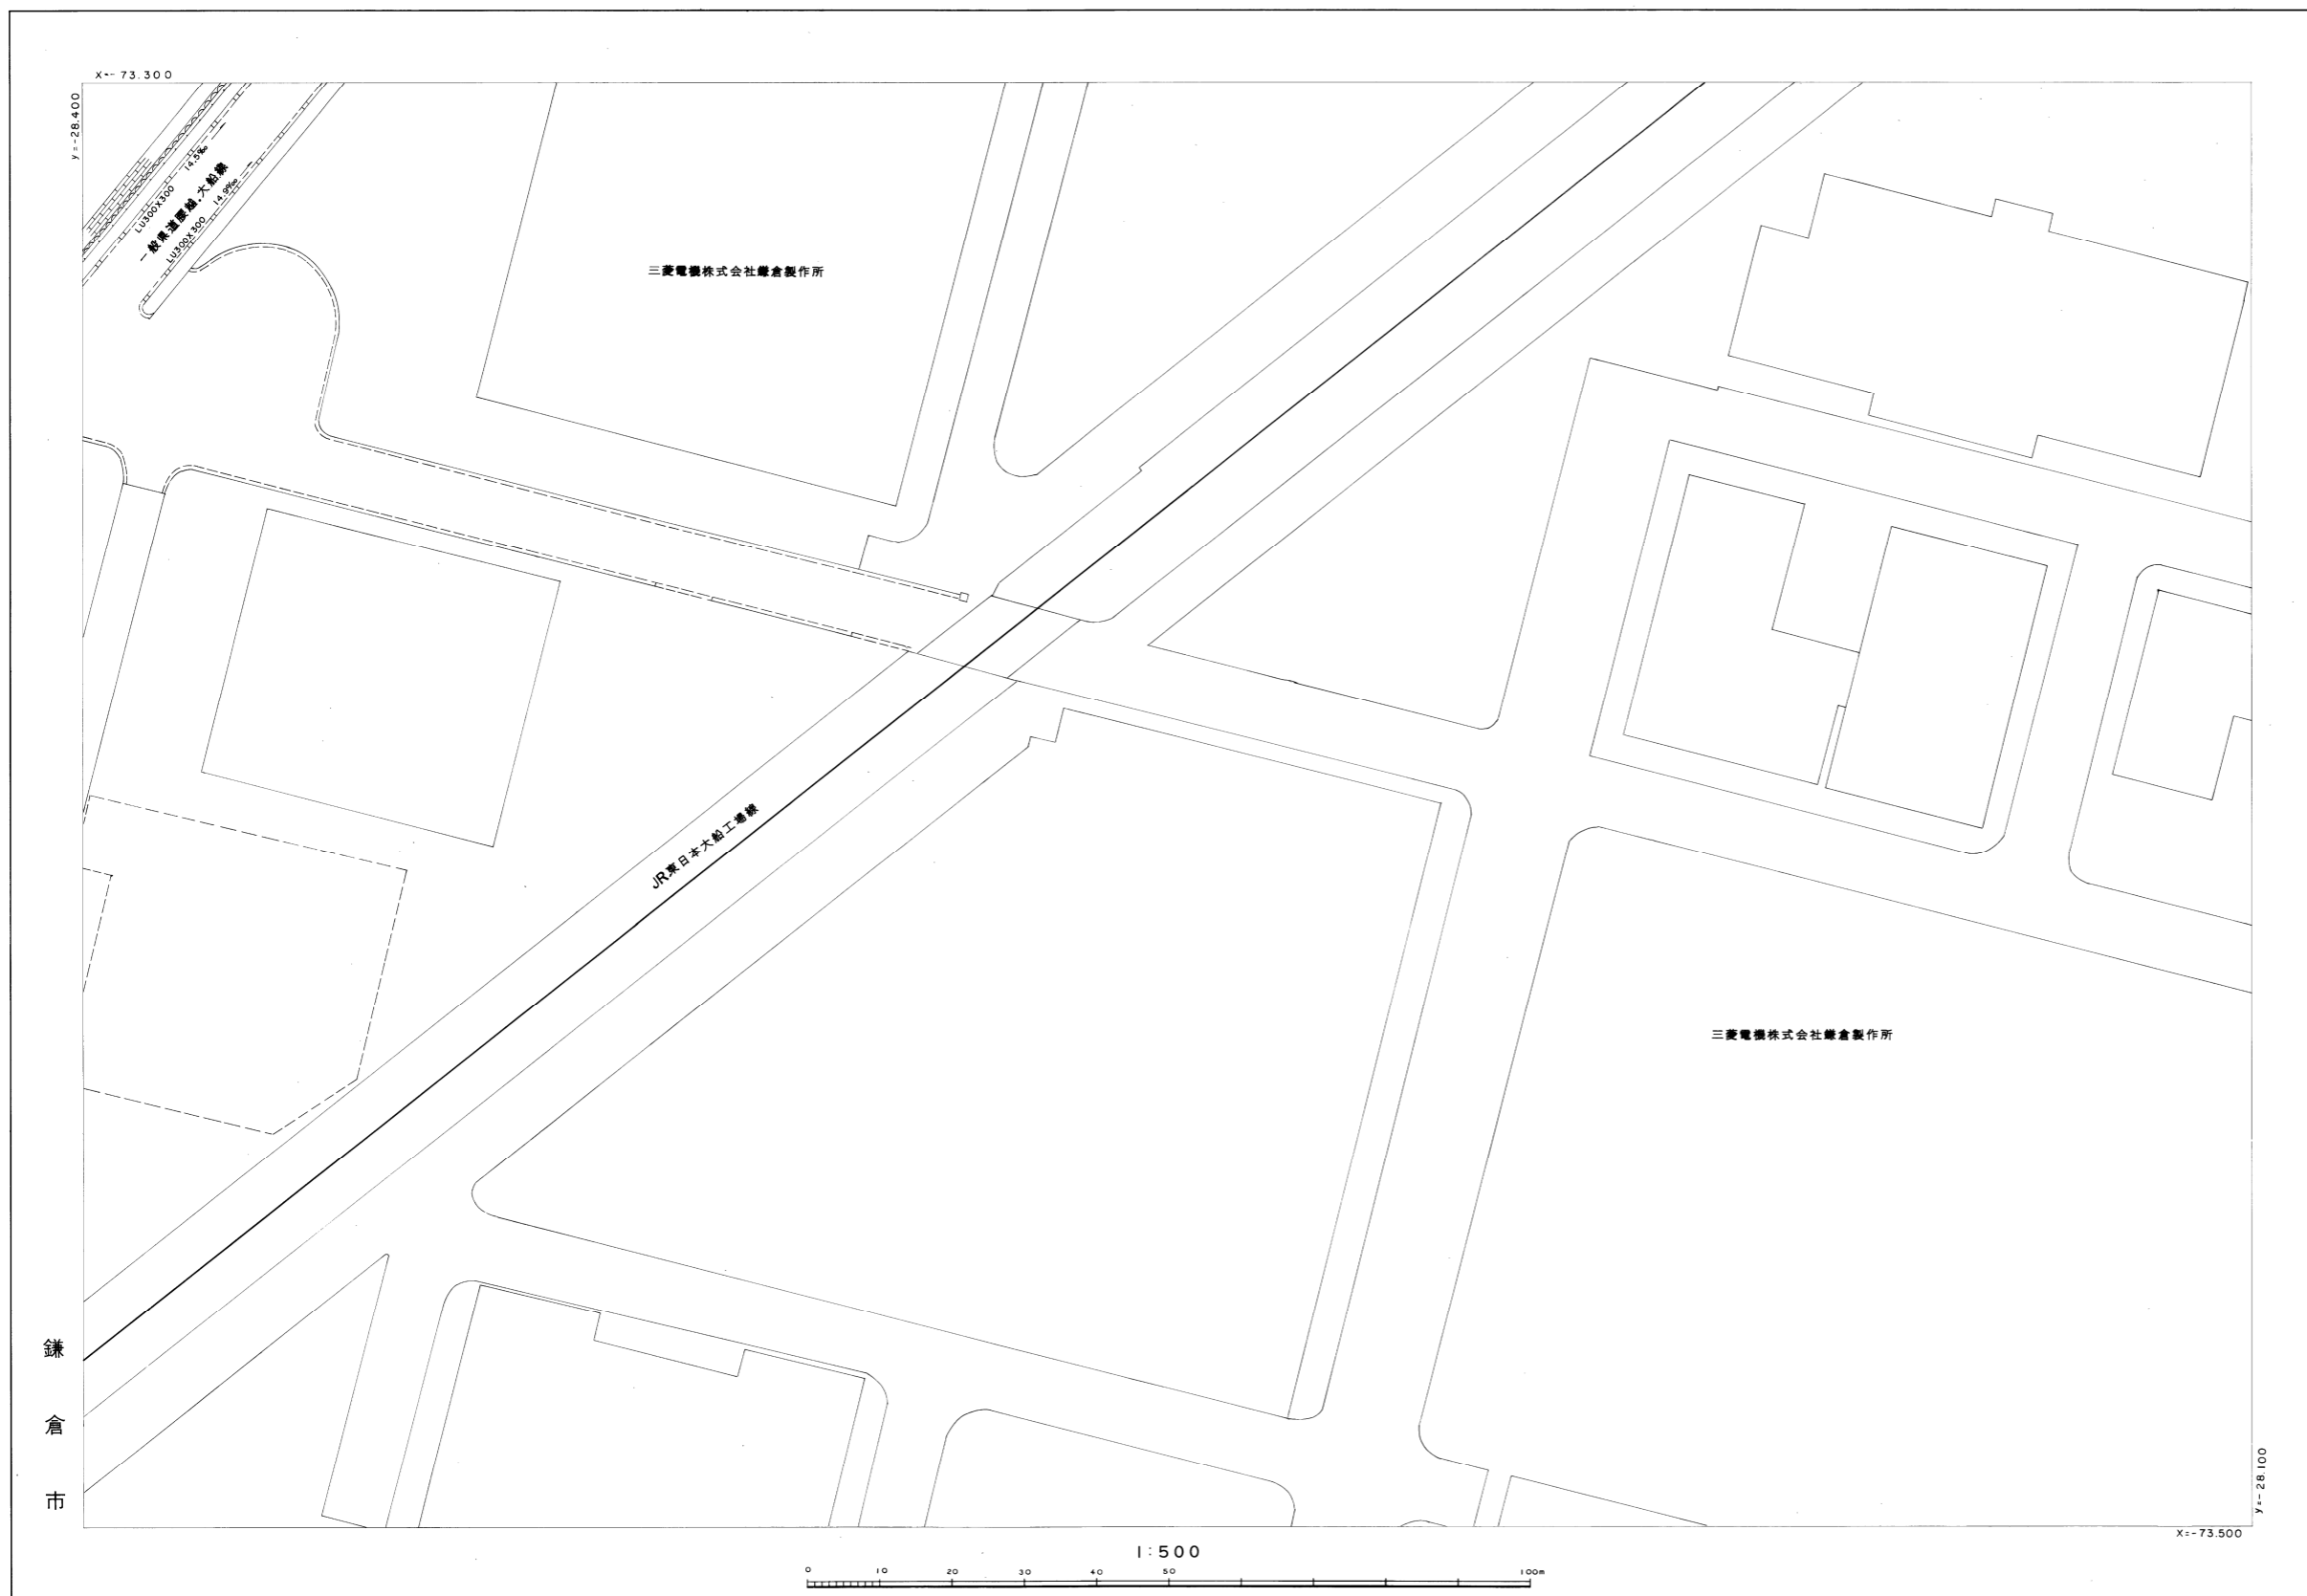 X=-73.300
y=-28.400
LU300X300 14.5‰
一般県道腰越.大船線
LU300X300 14.9‰
三菱電機株式会社鎌倉製作所
JR東日本大船工場線
三菱電機株式会社鎌倉製作所
鎌倉市
y=-28.100
X=-73.500
1:500
0 10 20 30 40 50 100m